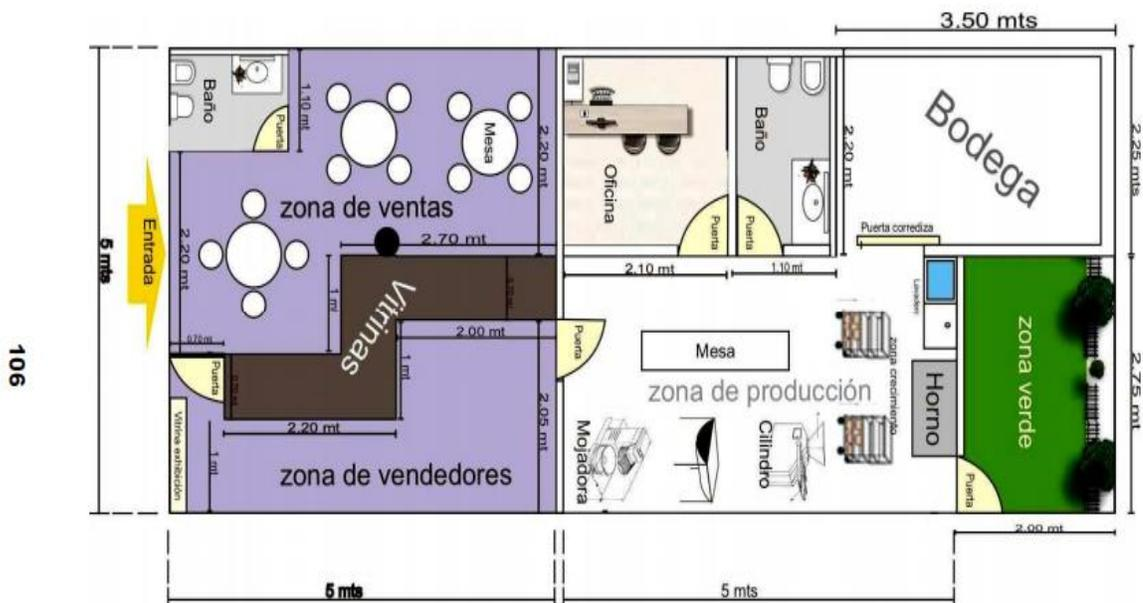 3.50 mts
Baño
Puerta
1.10 mt
Mesa
2.20 mt
zona de ventas
2.70 mt
Entrada
5 mts
2.20 mt
Vitrinas
1 mt
2.00 mt
0.70 mt
Puerta
1 mt
2.20 mt
2.05 mt
Vitrina exhibición
1 mt
zona de vendedores
5 mts
Oficina
Puerta
2.10 mt
Baño
Puerta
1.10 mt
2.20 mt
Bodega
2.25 mts
Puerta corrediza
Puerta
Mesa
zona de producción
Mojadora
Cilindro
zona crecimiento
Horno
zona verde
Puerta
2.75 mt
2.00 mt
5 mts
106